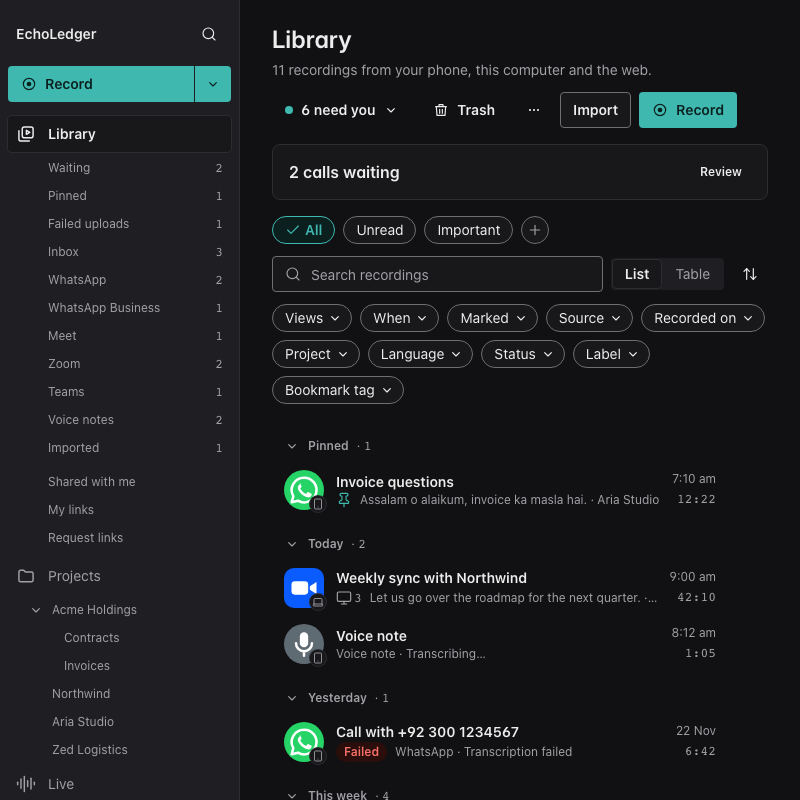 EchoLedger
Record
Library
Waiting 2
Pinned 1
Failed uploads 1
Inbox 3
WhatsApp 2
WhatsApp Business 1
Meet 1
Zoom 2
Teams 1
Voice notes 2
Imported 1
Shared with me
My links
Request links
Projects
Acme Holdings
Contracts
Invoices
Northwind
Aria Studio
Zed Logistics
Live
Library
11 recordings from your phone, this computer and the web.
6 need you Trash ··· Import Record
2 calls waiting Review
All Unread Important +
Search recordings List Table
Views When Marked Source Recorded on
Project Language Status Label
Bookmark tag
Pinned · 1
Invoice questions 7:10 am
Assalam o alaikum, invoice ka masla hai. · Aria Studio 12:22
Today · 2
Weekly sync with Northwind 9:00 am
3 Let us go over the roadmap for the next quarter. ·... 42:10
Voice note 8:12 am
Voice note · Transcribing... 1:05
Yesterday · 1
Call with +92 300 1234567 22 Nov
Failed WhatsApp · Transcription failed 6:42
This week · 4